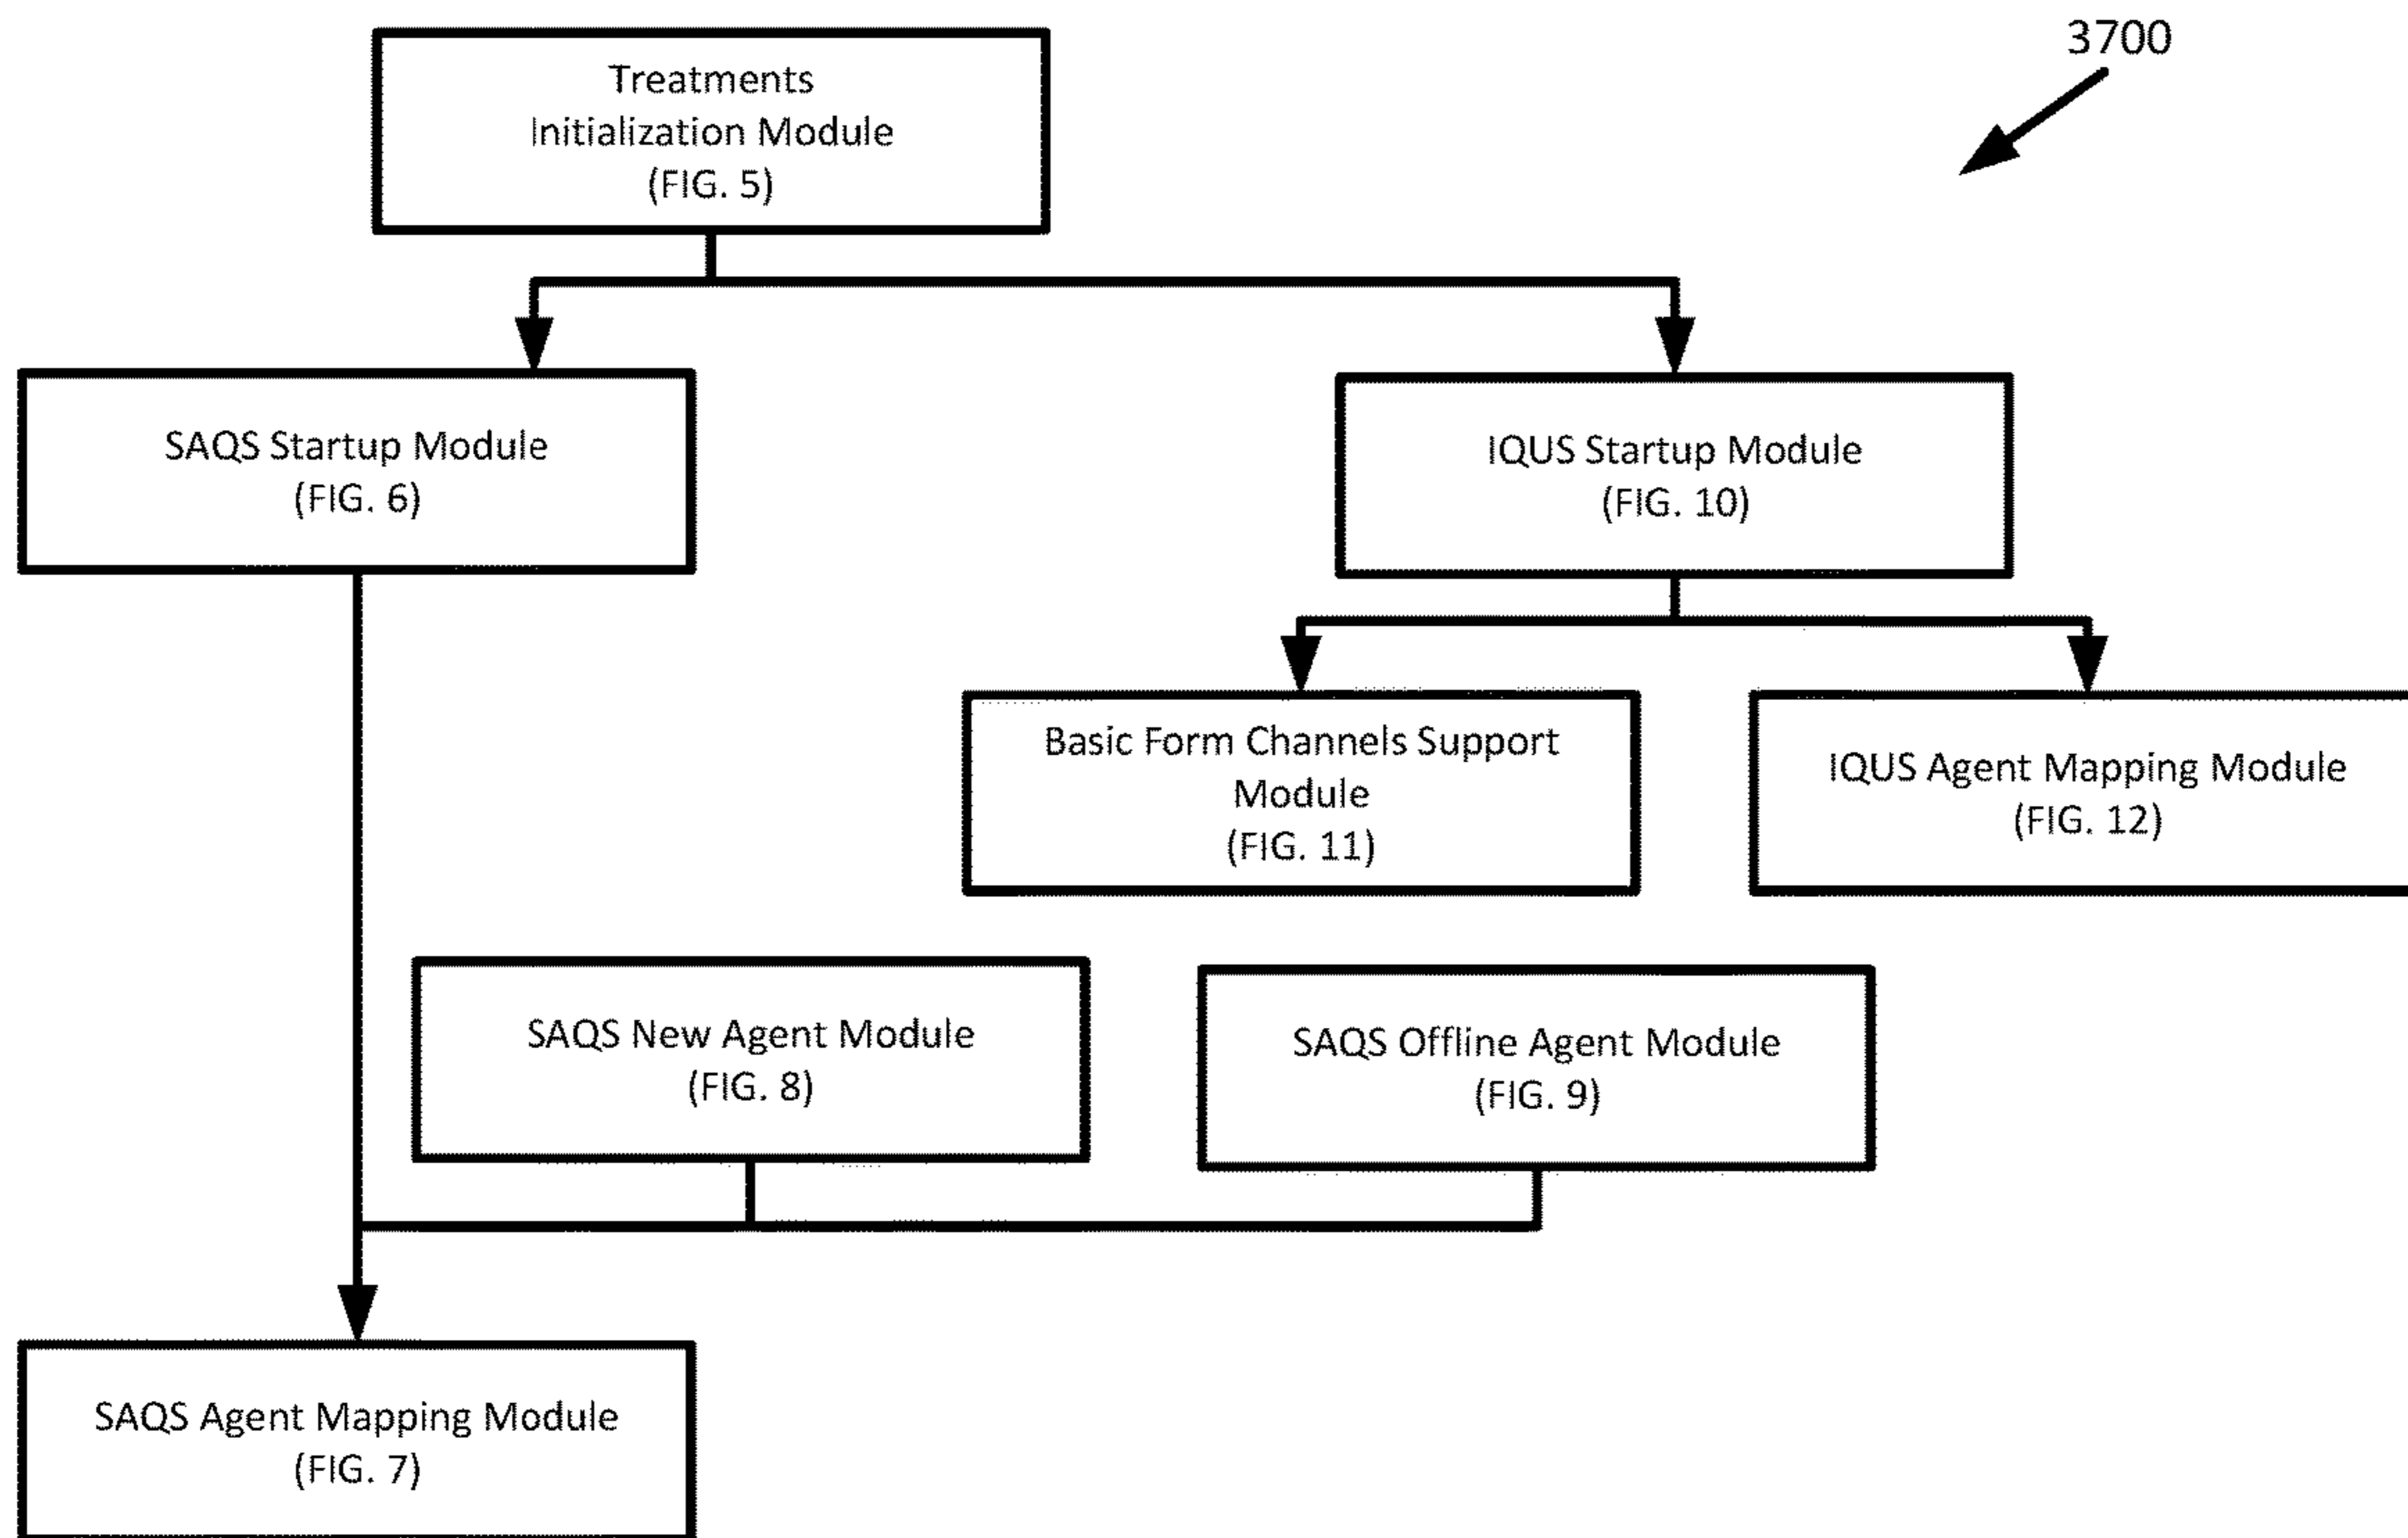 3700
Treatments
Initialization Module
(FIG. 5)
SAQS Startup Module
(FIG. 6)
IQUS Startup Module
(FIG. 10)
Basic Form Channels Support
Module
(FIG. 11)
IQUS Agent Mapping Module
(FIG. 12)
SAQS New Agent Module
(FIG. 8)
SAQS Offline Agent Module
(FIG. 9)
SAQS Agent Mapping Module
(FIG. 7)